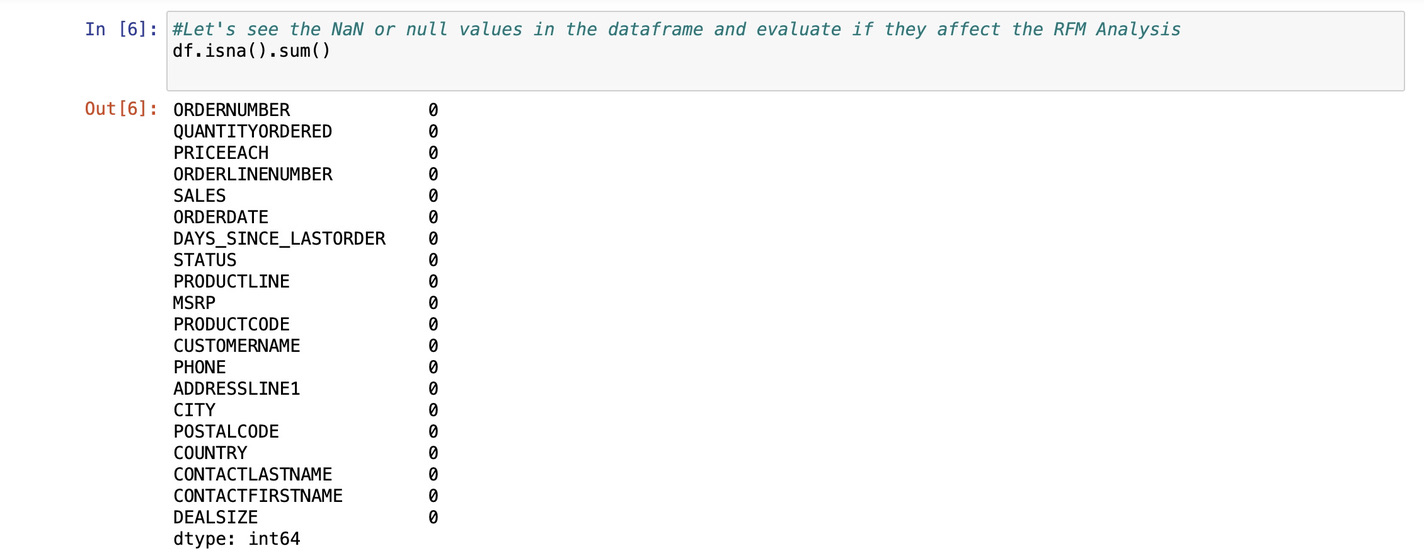 In [6]: #Let's see the NaN or null values in the dataframe and evaluate if they affect the RFM Analysis
df.isna().sum()
Out[6]: ORDERNUMBER 0
QUANTITYORDERED 0
PRICEEACH 0
ORDERLINENUMBER 0
SALES 0
ORDERDATE 0
DAYS_SINCE_LASTORDER 0
STATUS 0
PRODUCTLINE 0
MSRP 0
PRODUCTCODE 0
CUSTOMERNAME 0
PHONE 0
ADDRESSLINE1 0
CITY 0
POSTALCODE 0
COUNTRY 0
CONTACTLASTNAME 0
CONTACTFIRSTNAME 0
DEALSIZE 0
dtype: int64